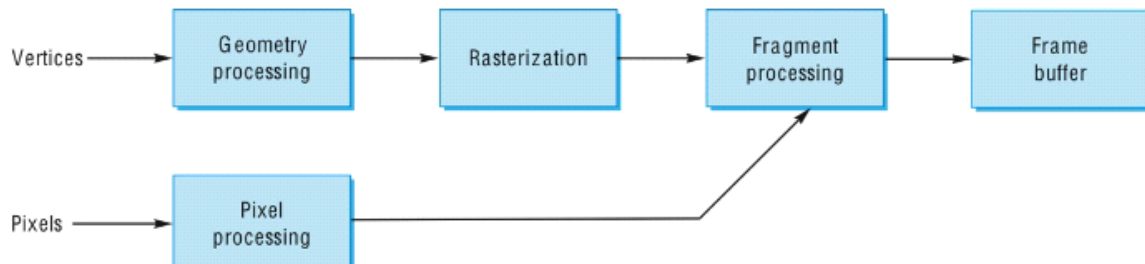 Vertices
Geometry
processing
Rasterization
Fragment
processing
Frame
buffer
Pixels
Pixel
processing